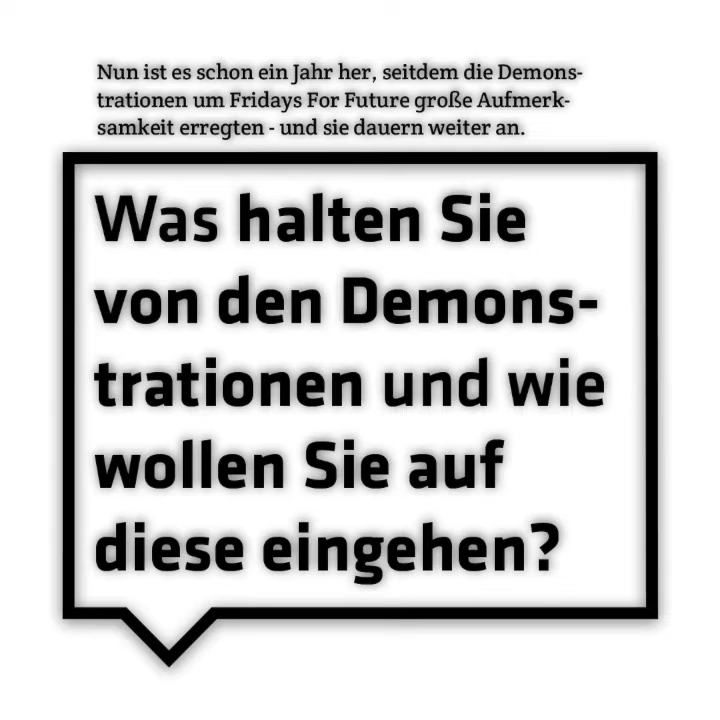 Nun ist es schon ein Jahr her, seitdem die Demons-
trationen um Fridays For Future große Aufmerk-
samkeit erregten - und sie dauern weiter an.
Was halten Sie
von den Demons-
trationen und wie
wollen Sie auf
diese eingehen?